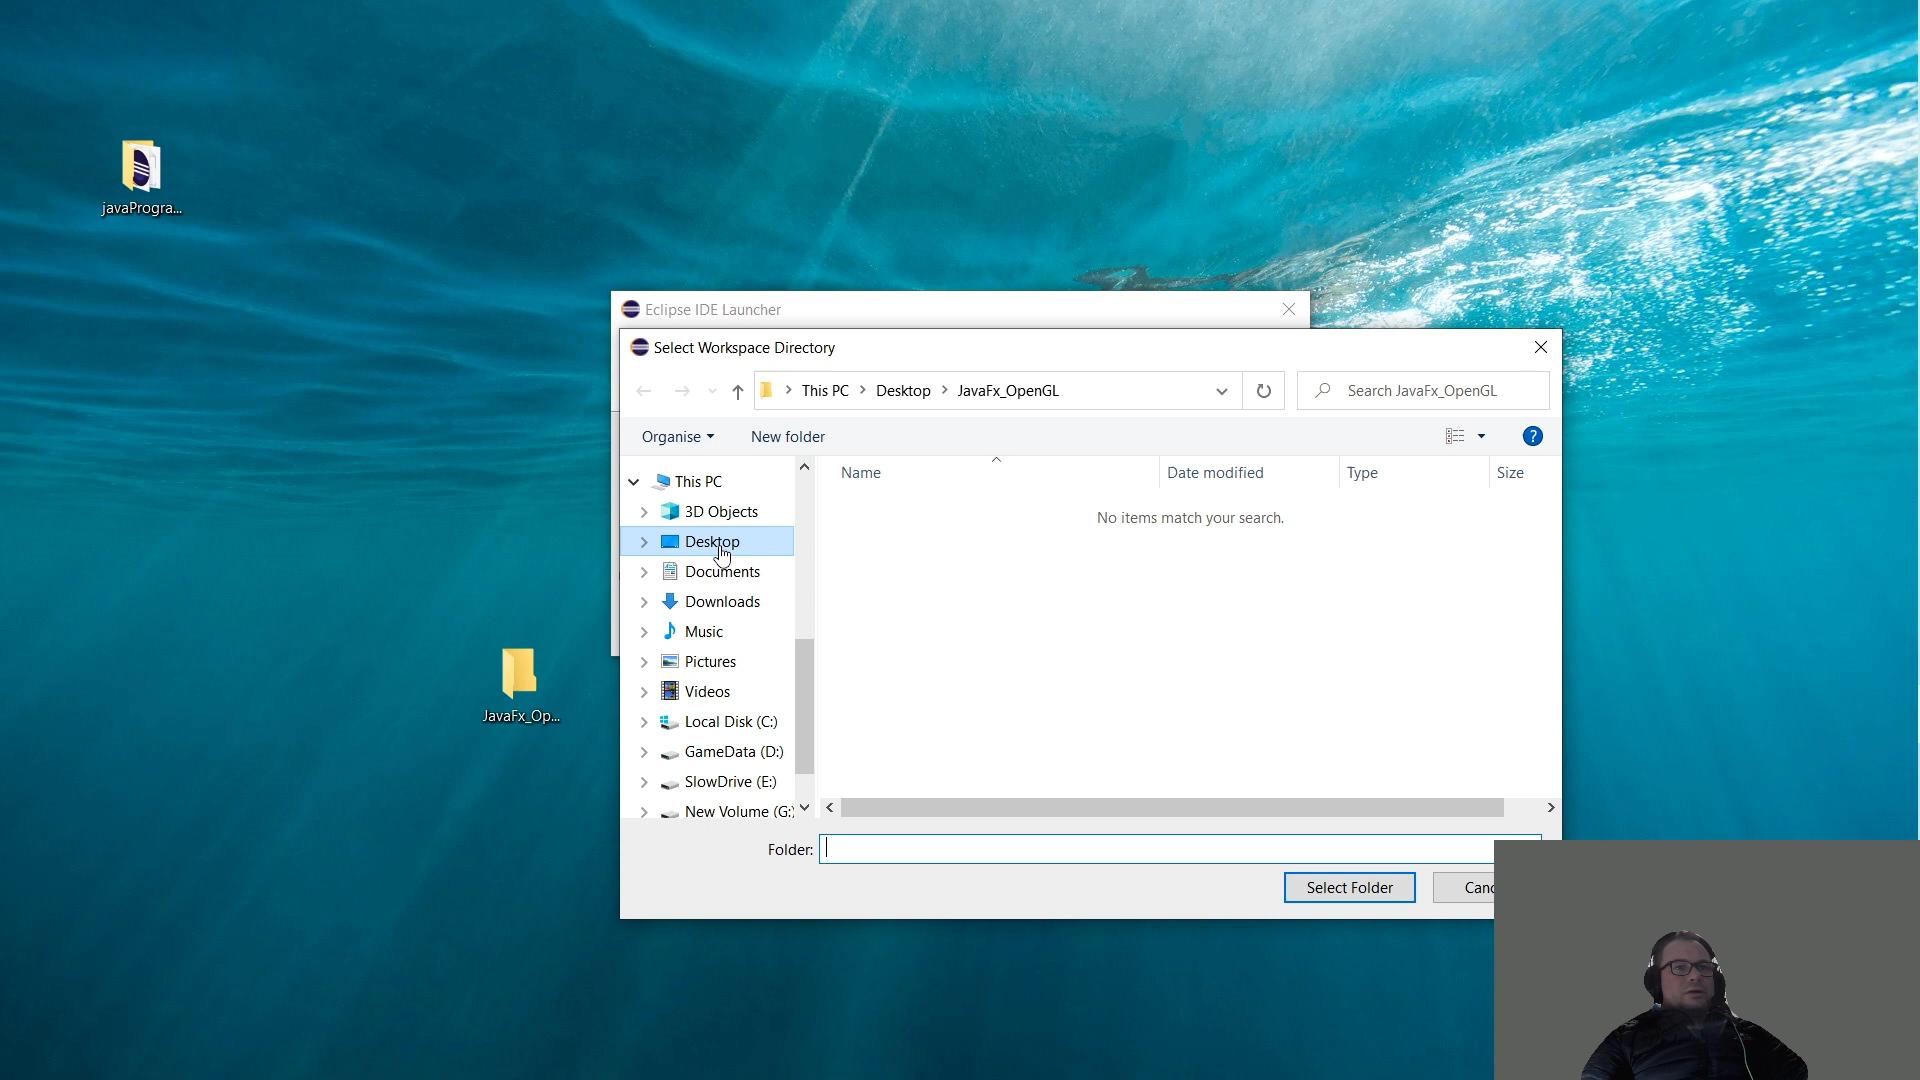 javaProgra...
JavaFx_Op...
Eclipse IDE Launcher
Select Workspace Directory
This PC
Desktop
JavaFx_OpenGL
Search JavaFx_OpenGL
Organise
New folder
?
Name
Date modified
Type
Size
No items match your search.
This PC
3D Objects
Desktop
Documents
Downloads
Music
Pictures
Videos
Local Disk (C:)
GameData (D:)
SlowDrive (E:)
New Volume (G:)
Folder:
Select Folder
Canc